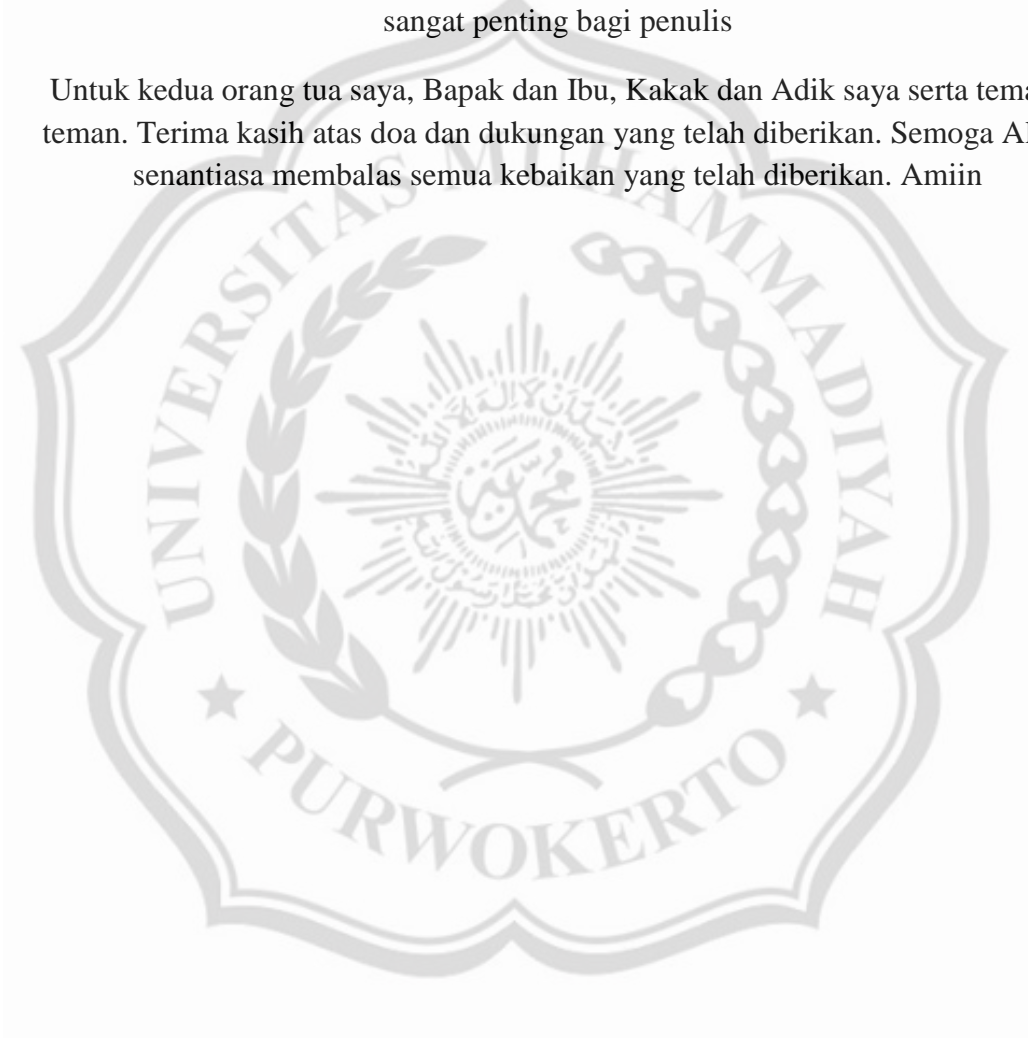 sangat penting bagi penulis
Untuk kedua orang tua saya, Bapak dan Ibu, Kakak dan Adik saya serta
teman. Terima kasih atas doa dan dukungan yang telah diberikan. Semoga
senantiasa membalas semua kebaikan yang telah diberikan. Amiin
UNIVERSITAS MUHAMMADIYAH
PURWOKERTO
محمد